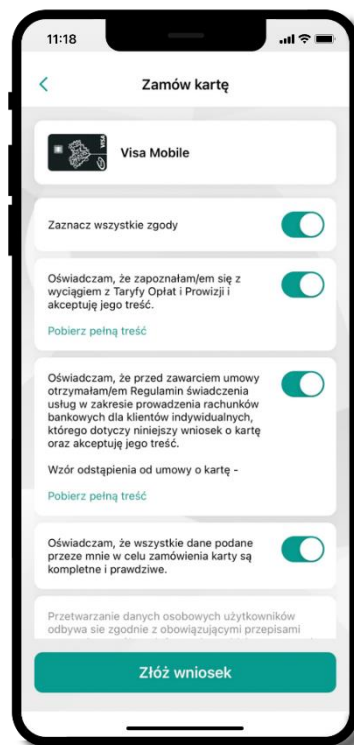 11:18
Zamów kartę
VISA
Visa Mobile
Zaznacz wszystkie zgody
Oświadczam, że zapoznałam/em się z
wyciągiem z Taryfy Opłat i Prowizji i
akceptuję jego treść.
Pobierz pełną treść
Oświadczam, że przed zawarciem umowy
otrzymałam/em Regulamin świadczenia
usług w zakresie prowadzenia rachunków
bankowych dla klientów indywidualnych,
którego dotyczy niniejszy wniosek o kartę
oraz akceptuję jego treść.
Wzór odstąpienia od umowy o kartę -
Pobierz pełną treść
Oświadczam, że wszystkie dane podane
przeze mnie w celu zamówienia karty są
kompletne i prawdziwe.
Przetwarzanie danych osobowych użytkowników
odbywa sie zgodnie z obowiązującymi przepisami
Złóż wniosek